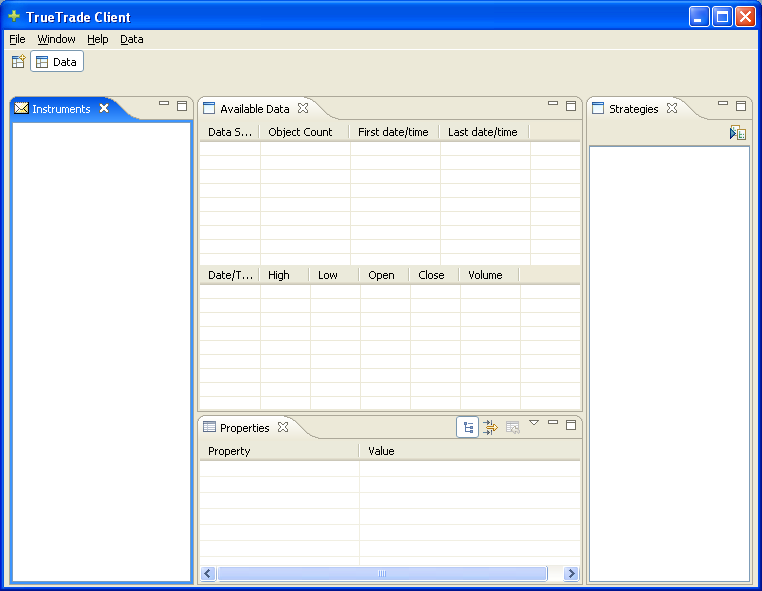 TrueTrade Client
File Window Help Data
Data
Instruments
Available Data
Data S... Object Count First date/time Last date/time
Date/T... High Low Open Close Volume
Properties
Property Value
Strategies